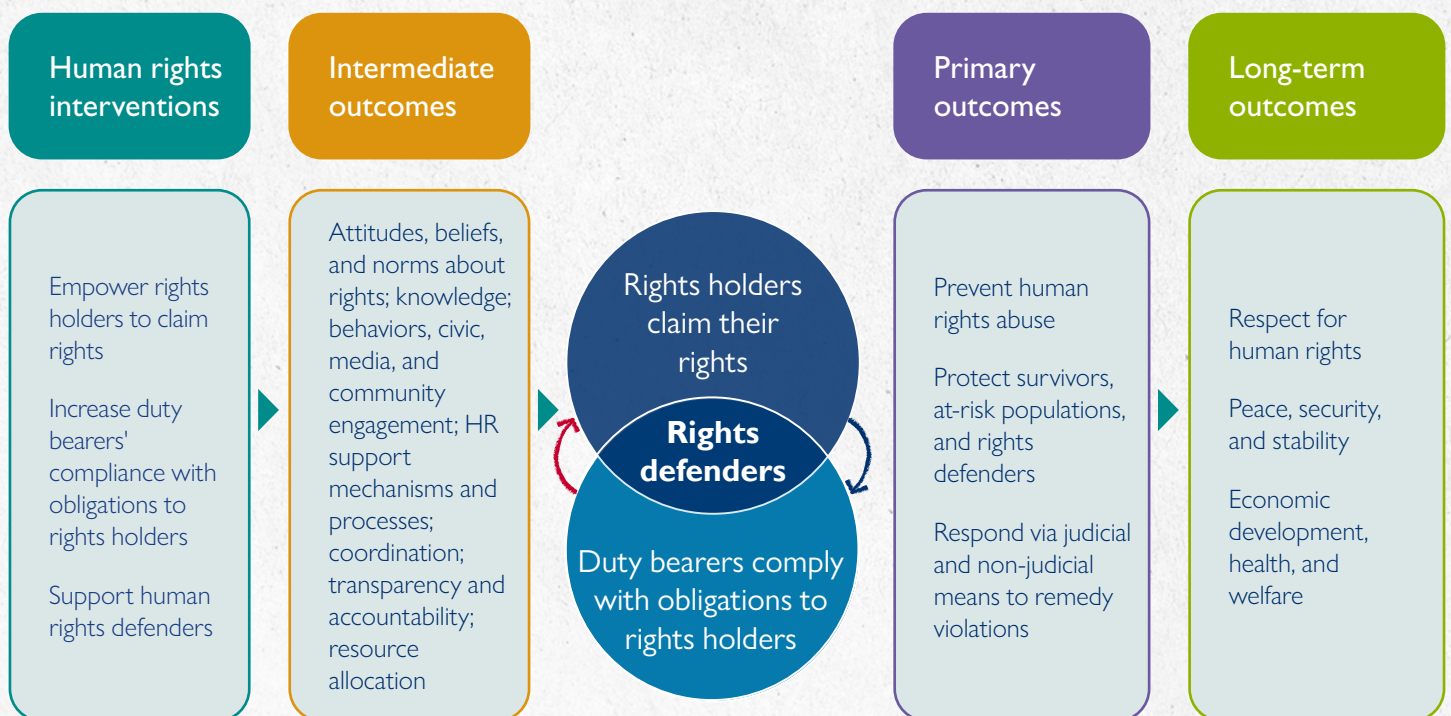 Human rights
interventions
Intermediate
outcomes
Primary
outcomes
Long-term
outcomes
Empower rights
holders to claim
rights
Increase duty
bearers'
compliance with
obligations to
rights holders
Support human
rights defenders
Attitudes, beliefs,
and norms about
rights; knowledge;
behaviors, civic,
media, and
community
engagement; HR
support
mechanisms and
processes;
coordination;
transparency and
accountability;
resource
allocation
Rights holders
claim their
rights
Rights
defenders
Duty bearers comply
with obligations to
rights holders
Prevent human
rights abuse
Protect survivors,
at-risk populations,
and rights
defenders
Respond via judicial
and non-judicial
means to remedy
violations
Respect for
human rights
Peace, security,
and stability
Economic
development,
health, and
welfare